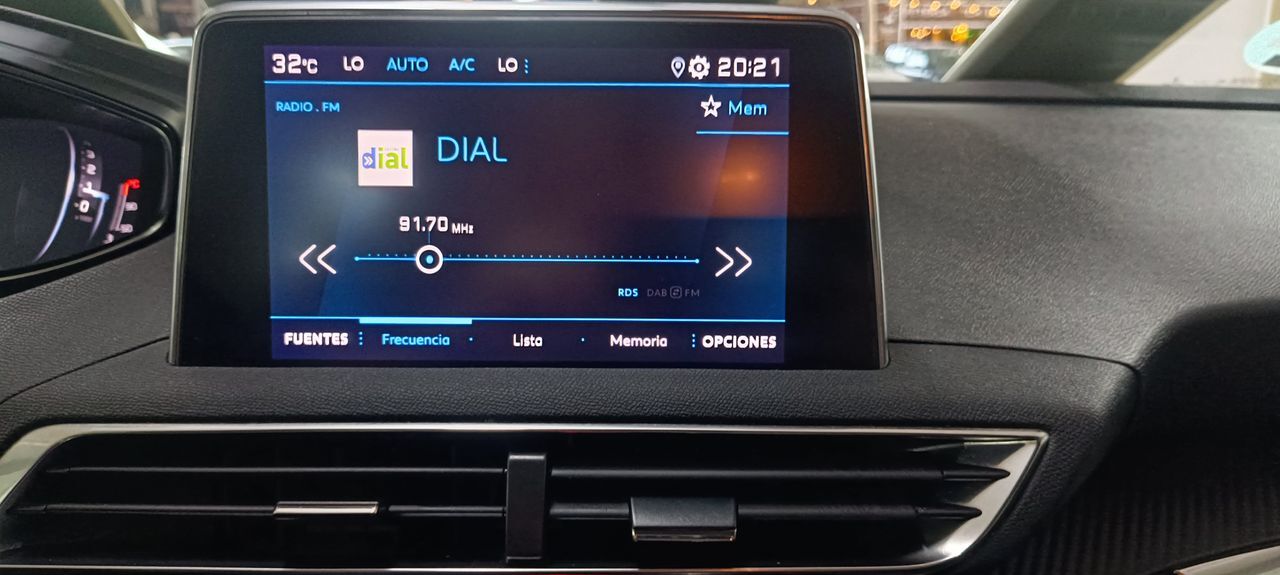 32°C LO AUTO A/C LO 20:21
RADIO . FM
Mem
dial
DIAL
91.70 MHz
RDS DAB FM
FUENTES Frecuencia Lista Memoria OPCIONES